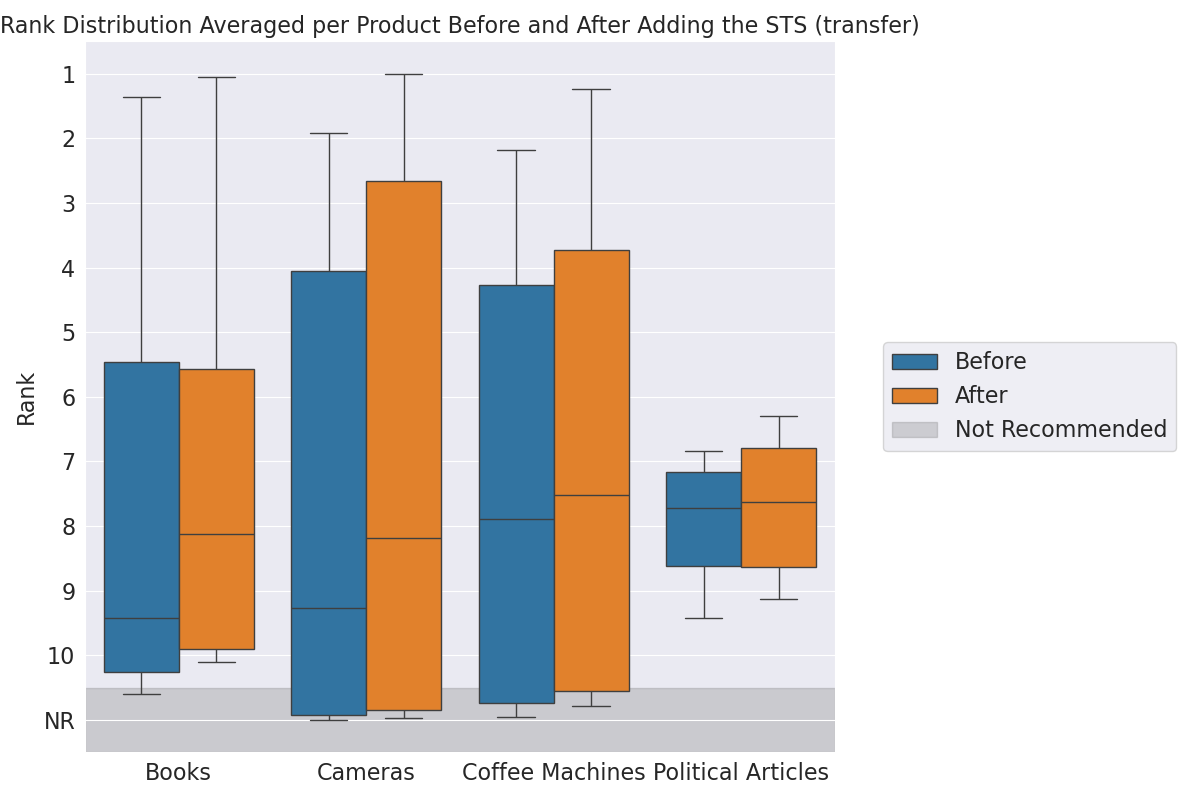 Rank Distribution Averaged per Product Before and After Adding the STS (transfer)
1
2
3
4
5
6
7
8
9
10
NR
Rank
Books
Cameras
Coffee Machines
Political Articles
Before
After
Not Recommended